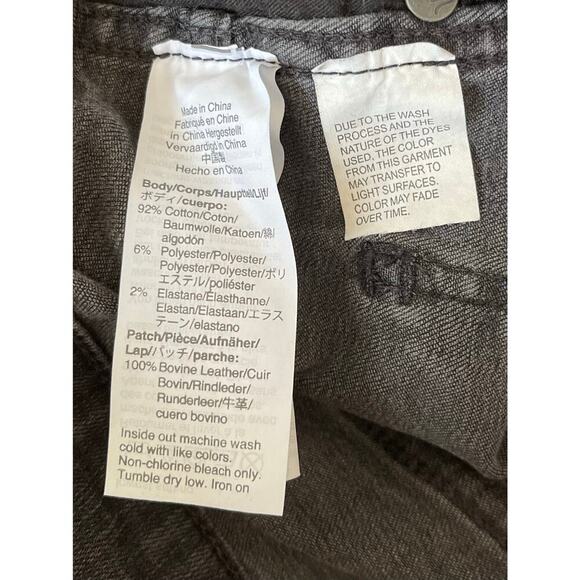 Made in China
Fabriqué en Chine
in China Hergestellt
Vervaardigd in China
中国製
Hecho en China
Body/Corps/Hauptteil/Lijf/
ボディ/cuerpo:
92% Cotton/Coton/
Baumwolle/Katoen/綿/
algodón
6% Polyester/Polyester/
Polyester/Polyester/ポリ
エステル/poliéster
2% Elastane/Élasthanne/
Elastan/Elastaan/エラス
テーン/elastano
Patch/Pièce/Aufnäher/
Lap/パッチ/parche:
100% Bovine Leather/Cuir
Bovin/Rindleder/
Runderleer/牛革/
cuero bovino
Inside out machine wash
cold with like colors.
Non-chlorine bleach only.
Tumble dry low. Iron on
DUE TO THE WASH
PROCESS AND THE
NATURE OF THE DYES
USED, THE COLOR
FROM THIS GARMENT
MAY TRANSFER TO
LIGHT SURFACES.
COLOR MAY FADE
OVER TIME.